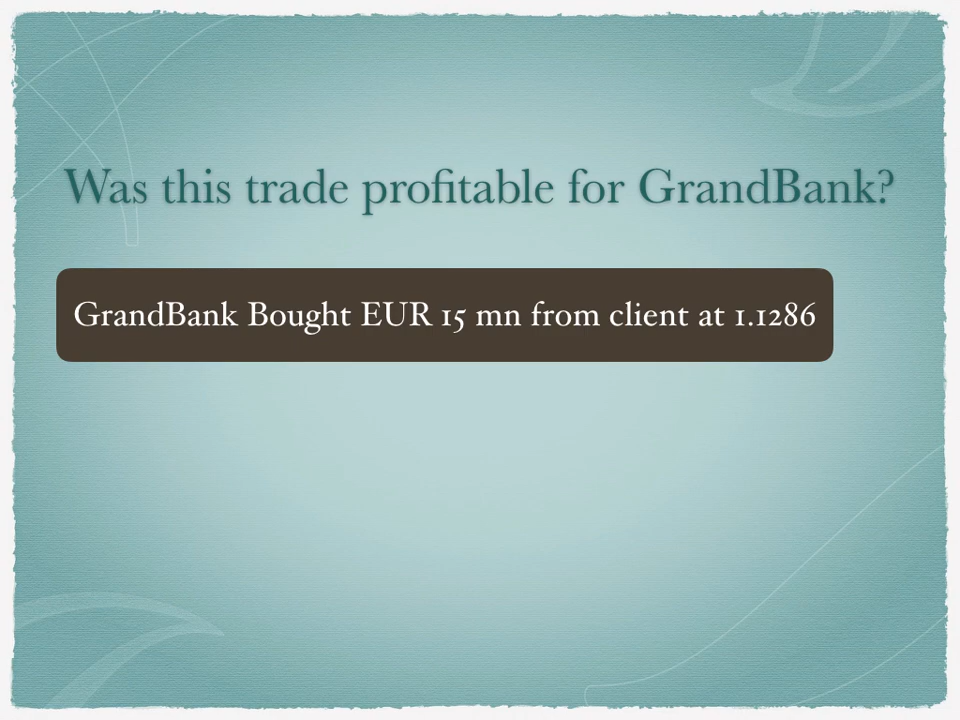 Was this trade profitable for GrandBank?
GrandBank Bought EUR 15 mn from client at 1.1286